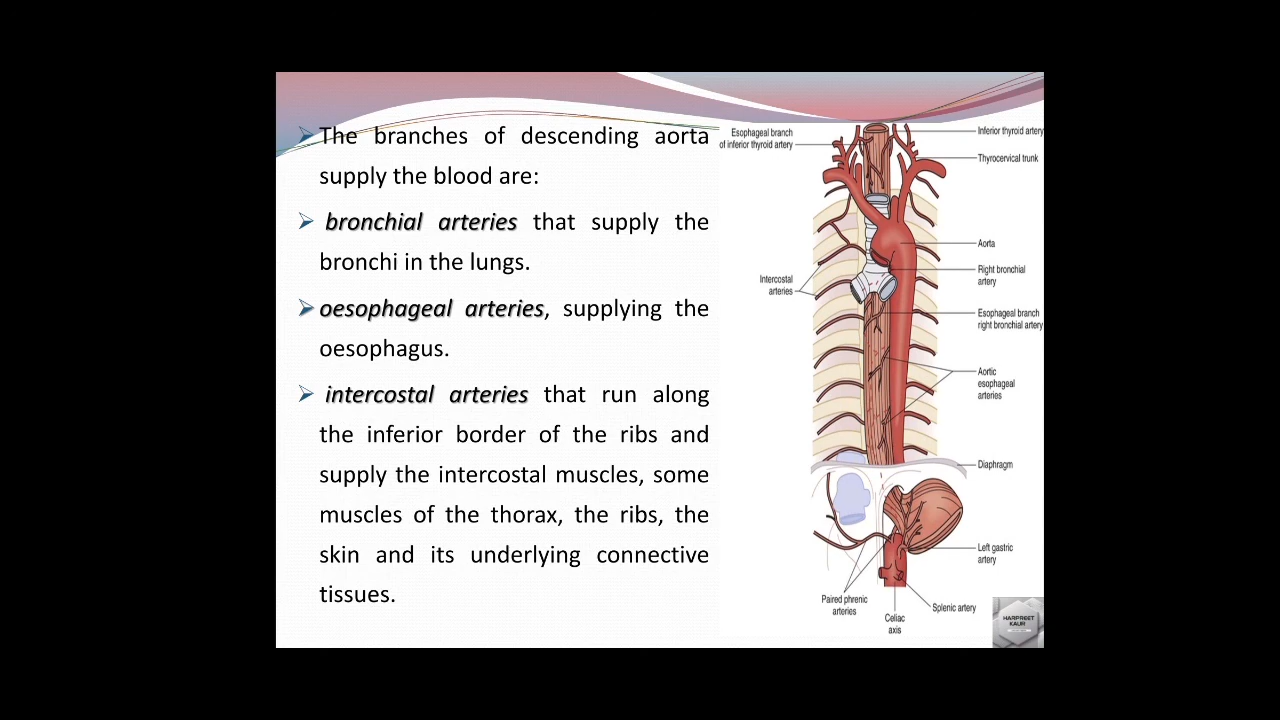 The branches of descending aorta
supply the blood are:
bronchial arteries that supply the
bronchi in the lungs.
oesophageal arteries, supplying the
oesophagus.
intercostal arteries that run along
the inferior border of the ribs and
supply the intercostal muscles, some
muscles of the thorax, the ribs, the
skin and its underlying connective
tissues.
Esophageal branch
of inferior thyroid artery
Inferior thyroid artery
Thyrocervical trunk
Aorta
Right bronchial
artery
Intercostal
arteries
Esophageal branch
right bronchial artery
Aortic
esophageal
arteries
Diaphragm
Left gastric
artery
Paired phrenic
arteries
Splenic artery
Celiac
axis
HARPREET
KAUR